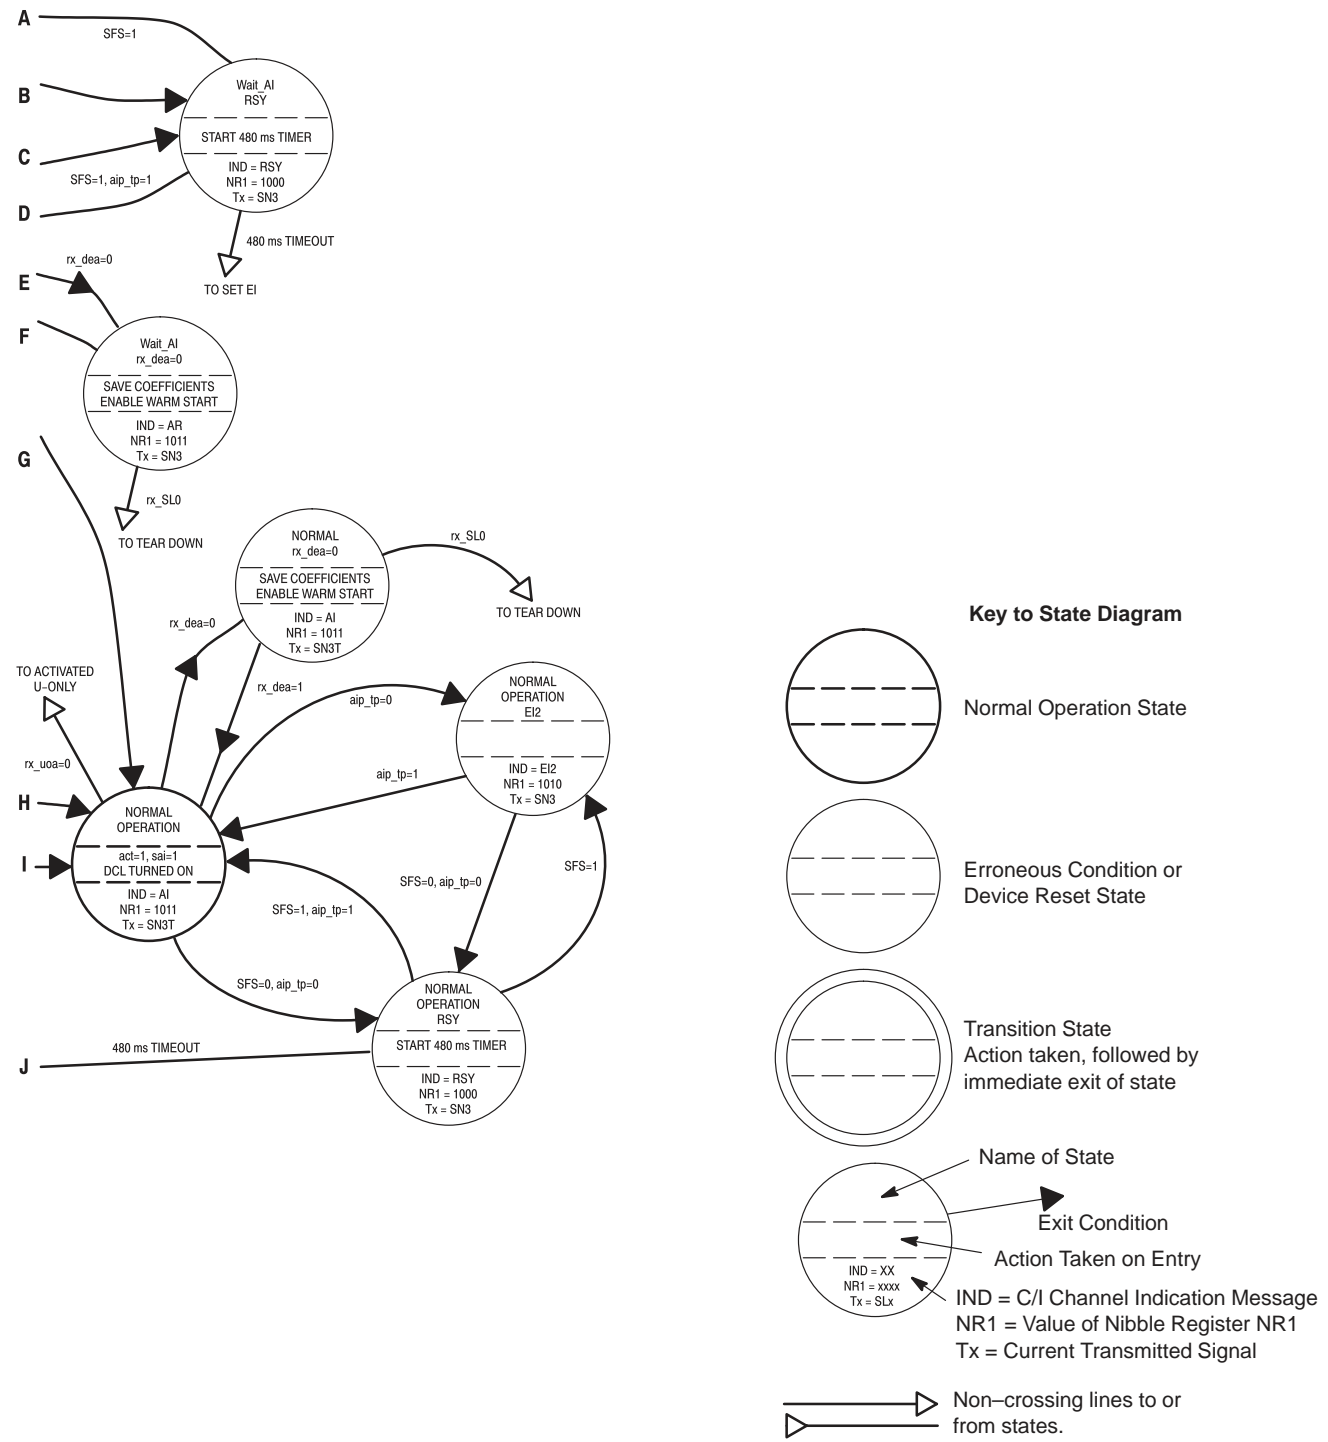 A
SFS=1
Wait_AI
RSY
START 480 ms TIMER
IND = RSY
NR1 = 1000
Tx = SN3
B
C
SFS=1, aip_tp=1
D
480 ms TIMEOUT
TO SET EI
E
rx_dea=0
F
Wait_AI
rx_dea=0
SAVE COEFFICIENTS
ENABLE WARM START
IND = AR
NR1 = 1011
Tx = SN3
G
rx_SL0
TO TEAR DOWN
NORMAL
rx_dea=0
SAVE COEFFICIENTS
ENABLE WARM START
IND = AI
NR1 = 1011
Tx = SN3T
rx_SL0
TO TEAR DOWN
rx_dea=0
rx_dea=1
TO ACTIVATED
U–ONLY
rx_uoa=0
aip_tp=0
NORMAL
OPERATION
EI2
IND = EI2
NR1 = 1010
Tx = SN3
aip_tp=1
H
I
NORMAL
OPERATION
act=1, sai=1
DCL TURNED ON
IND = AI
NR1 = 1011
Tx = SN3T
SFS=0, aip_tp=0
SFS=1
SFS=1, aip_tp=1
SFS=0, aip_tp=0
NORMAL
OPERATION
RSY
START 480 ms TIMER
IND = RSY
NR1 = 1000
Tx = SN3
J
480 ms TIMEOUT
Key to State Diagram
Normal Operation State
Erroneous Condition or
Device Reset State
Transition State
Action taken, followed by
immediate exit of state
Name of State
Exit Condition
Action Taken on Entry
IND = XX
NR1 = xxxx
Tx = SLx
IND = C/I Channel Indication Message
NR1 = Value of Nibble Register NR1
Tx = Current Transmitted Signal
Non–crossing lines to or
from states.